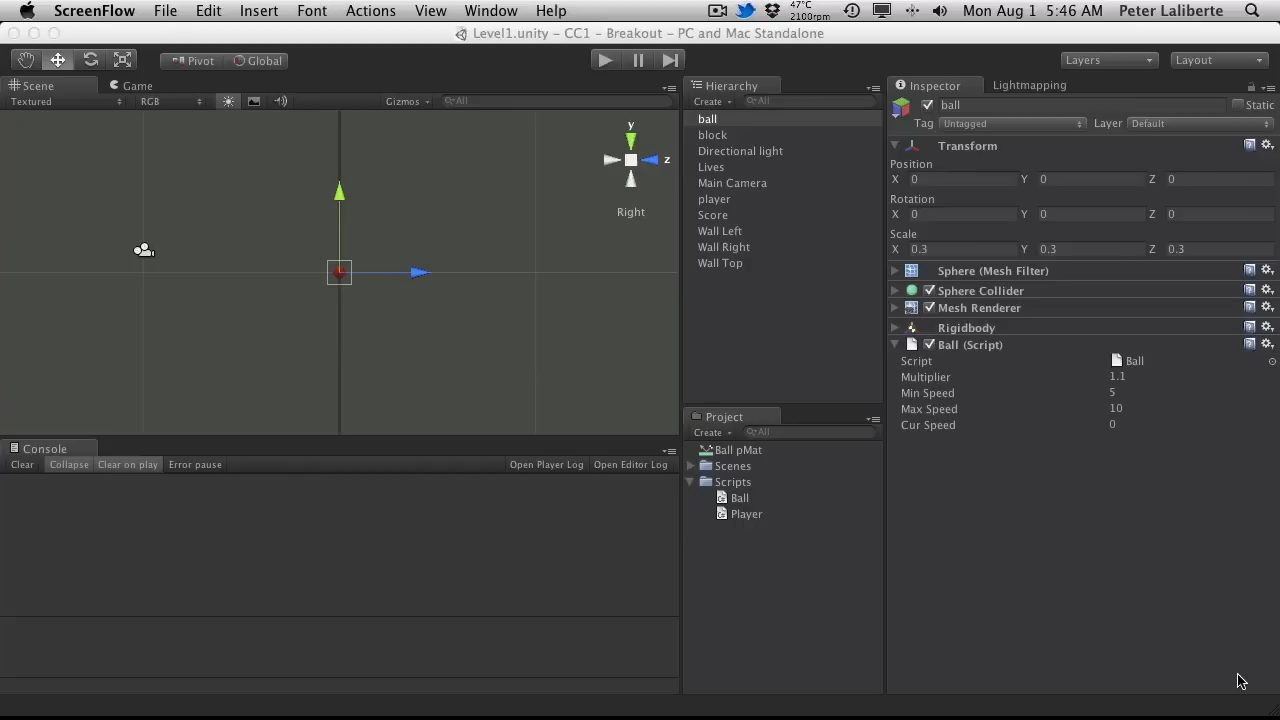 ScreenFlow File Edit Insert Font Actions View Window Help 47°C 2100rpm Mon Aug 1 5:46 AM Peter Laliberte
Level1.unity – CC1 – Breakout – PC and Mac Standalone
Pivot Global Layers Layout
Scene Game
Textured RGB Gizmos All
y
z
Right
Console
Clear Collapse Clear on play Error pause Open Player Log Open Editor Log
Hierarchy
Create All
ball
block
Directional light
Lives
Main Camera
player
Score
Wall Left
Wall Right
Wall Top
Project
Create All
Ball pMat
Scenes
Scripts
Ball
Player
Inspector Lightmapping
ball Static
Tag Untagged Layer Default
Transform
Position
X 0 Y 0 Z 0
Rotation
X 0 Y 0 Z 0
Scale
X 0.3 Y 0.3 Z 0.3
Sphere (Mesh Filter)
Sphere Collider
Mesh Renderer
Rigidbody
Ball (Script)
Script Ball
Multiplier 1.1
Min Speed 5
Max Speed 10
Cur Speed 0